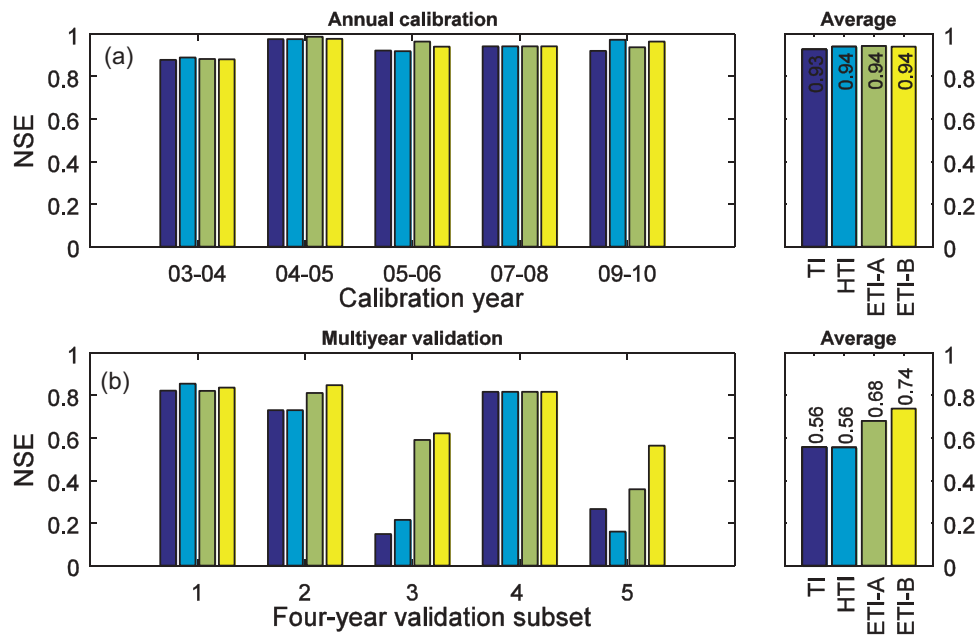 Annual calibration
Average
(a)
NSE
1
0.8
0.6
0.4
0.2
0
03-04 04-05 05-06 07-08 09-10
Calibration year
0.93
0.94
0.94
0.94
1
0.8
0.6
0.4
0.2
0
TI
HTI
ETI-A
ETI-B
Multiyear validation
Average
(b)
NSE
1
0.8
0.6
0.4
0.2
0
1 2 3 4 5
Four-year validation subset
0.56
0.56
0.68
0.74
1
0.8
0.6
0.4
0.2
0
TI
HTI
ETI-A
ETI-B